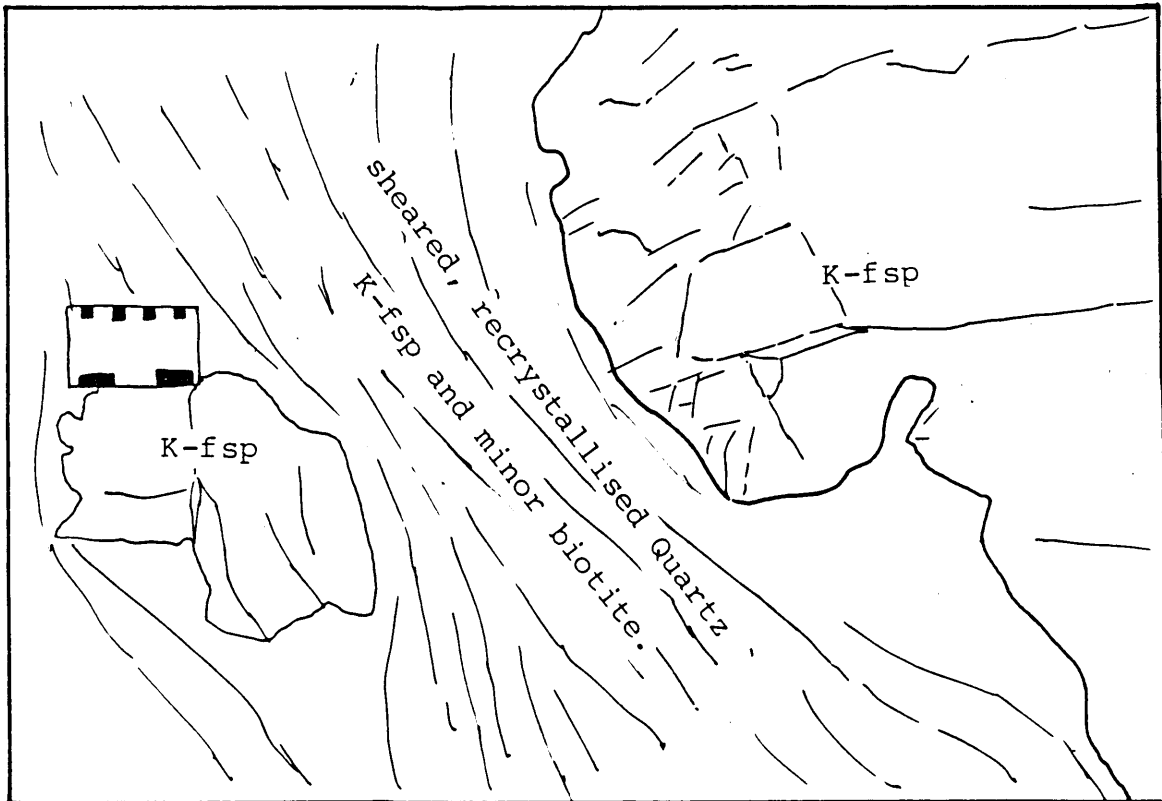 sheared, recrystallised Quartz
K-fsp and minor biotite.
K-fsp
K-fsp